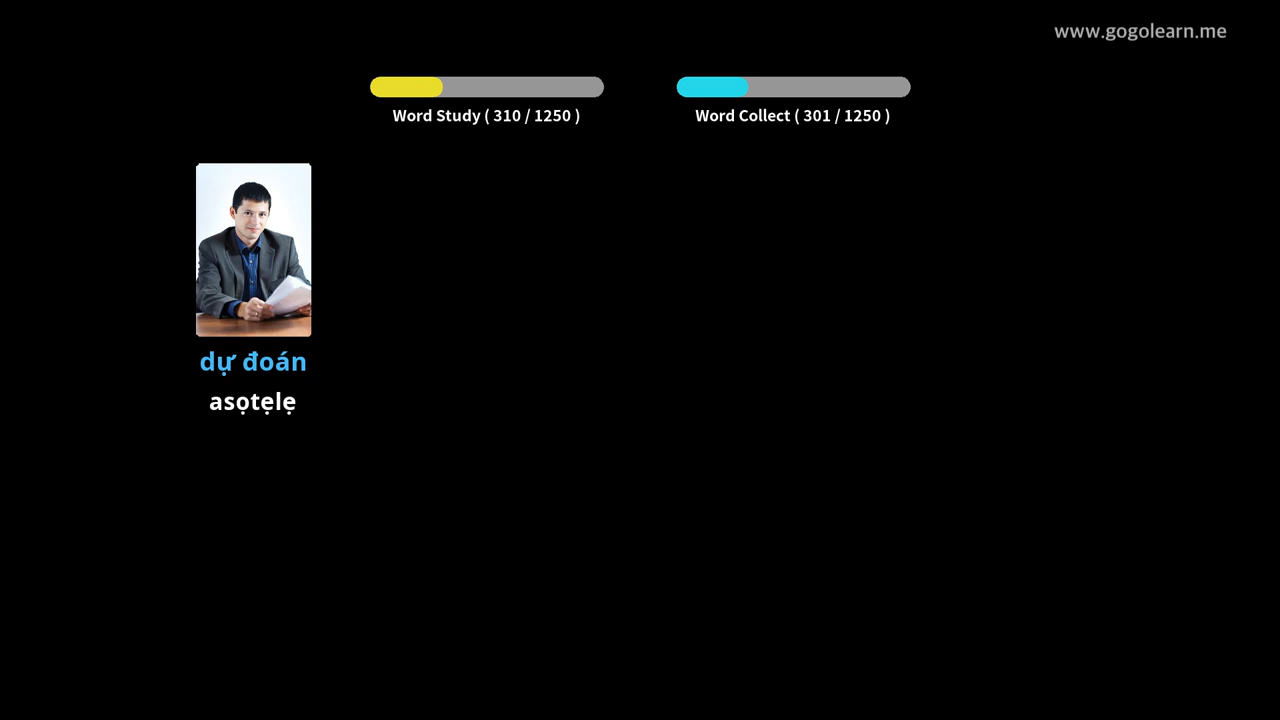 www.gogolearn.me
Word Study ( 310 / 1250 )
Word Collect ( 301 / 1250 )
dự đoán
asọtẹlẹ